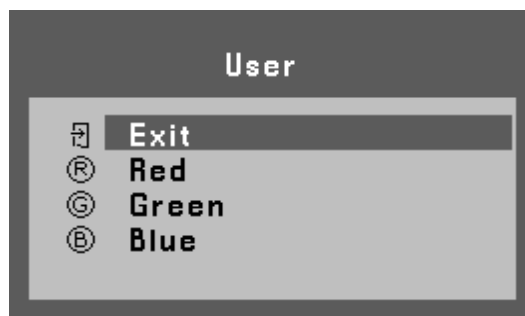 User
Exit
Ⓡ Red
Ⓖ Green
Ⓑ Blue